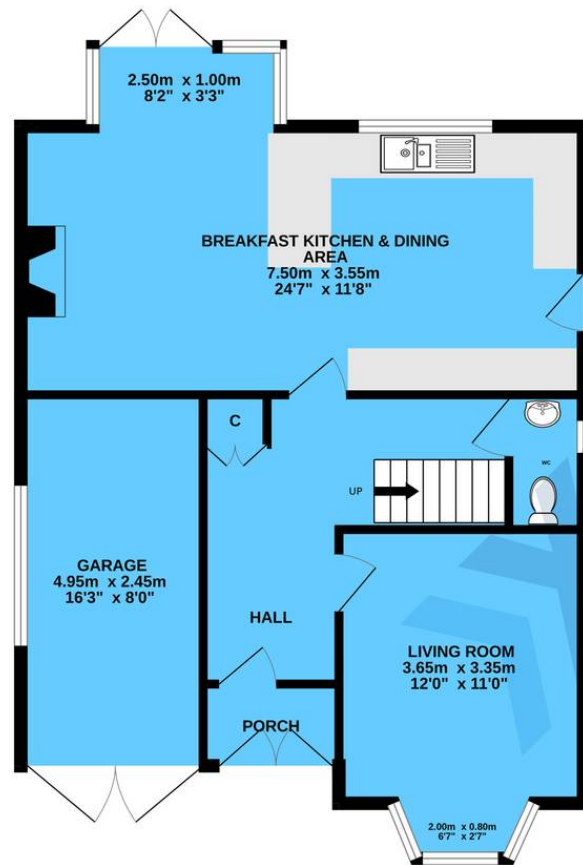 2.50m x 1.00m
8'2" x 3'3"
BREAKFAST KITCHEN & DINING
AREA
7.50m x 3.55m
24'7" x 11'8"
C
WC
UP
GARAGE
4.95m x 2.45m
16'3" x 8'0"
HALL
LIVING ROOM
3.65m x 3.35m
12'0" x 11'0"
PORCH
2.00m x 0.80m
6'7" x 2'7"